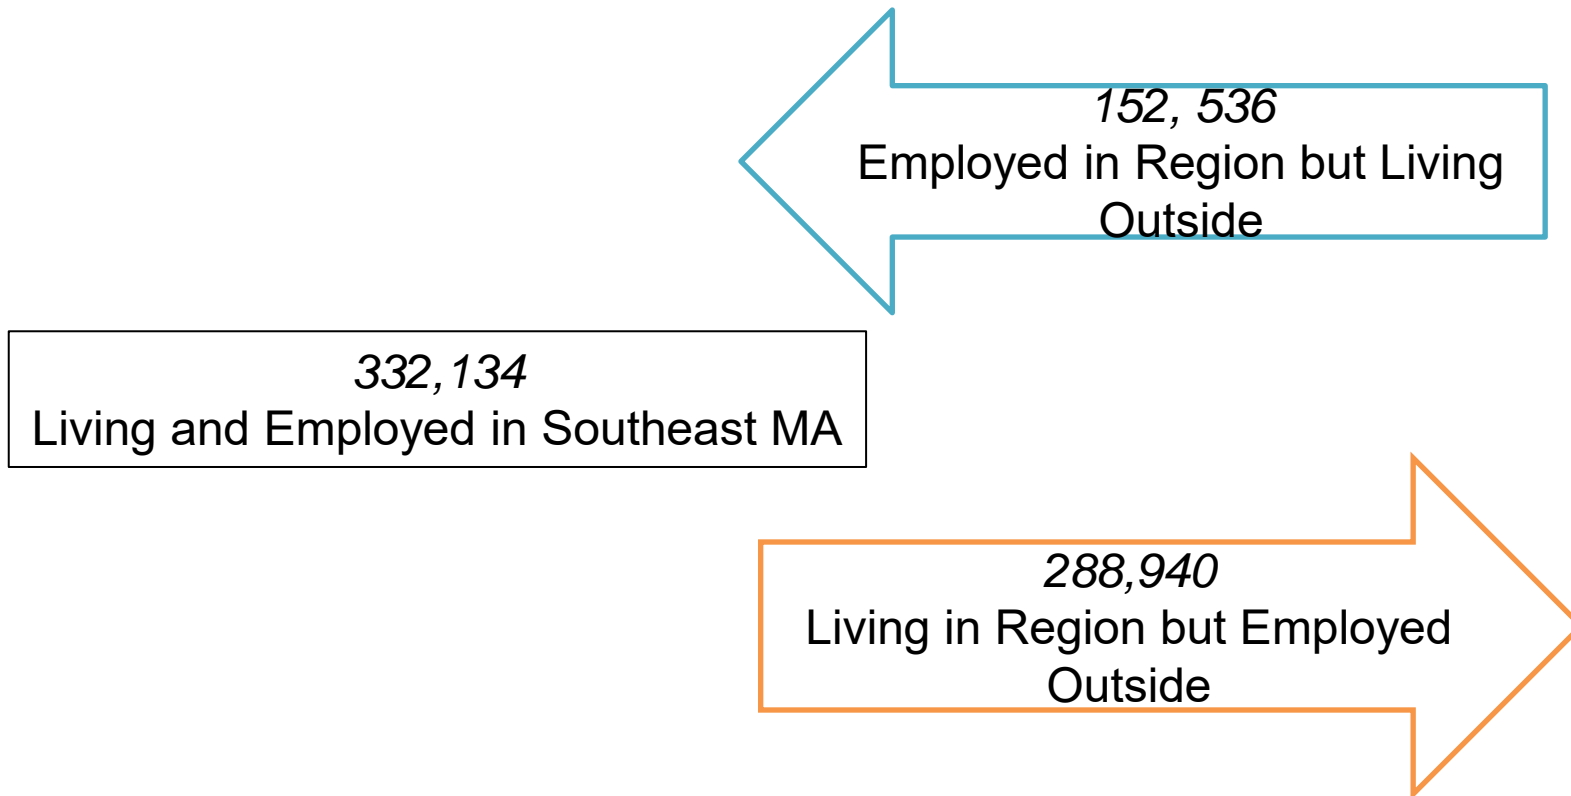 152, 536
Employed in Region but Living
Outside
332,134
Living and Employed in Southeast MA
288,940
Living in Region but Employed
Outside